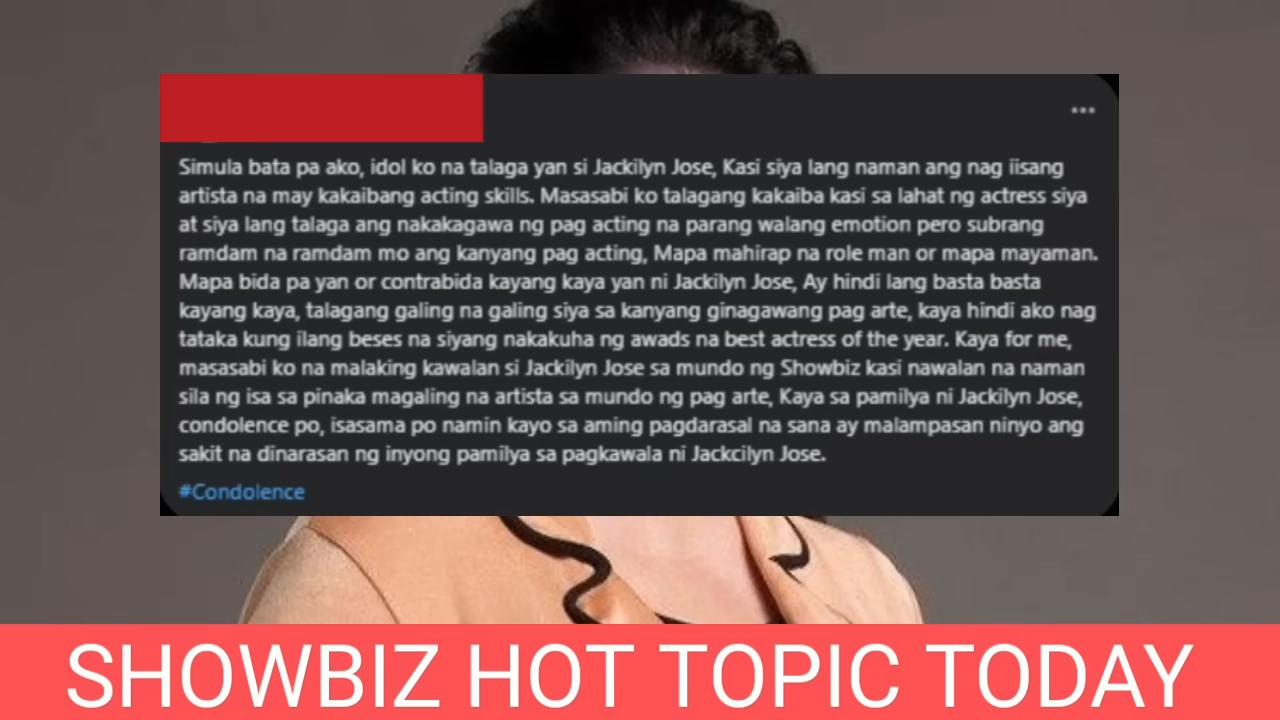 Simula bata pa ako, idol ko na talaga yan si Jackilyn Jose, Kasi siya lang naman ang nag iisang
artista na may kakaibang acting skills. Masasabi ko talagang kakaiba kasi sa lahat ng actress siya
at siya lang talaga ang nakakagawa ng pag acting na parang walang emotion pero subrang
ramdam na ramdam mo ang kanyang pag acting, Mapa mahirap na role man or mapa mayaman.
Mapa bida pa yan or contrabida kayang kaya yan ni Jackilyn Jose, Ay hindi lang basta basta
kayang kaya, talagang galing na galing siya sa kanyang ginagawang pag arte, kaya hindi ako nag
tataka kung ilang beses na siyang nakakuha ng awads na best actress of the year. Kaya for me,
masasabi ko na malaking kawalan si Jackilyn Jose sa mundo ng Showbiz kasi nawalan na naman
sila ng isa sa pinaka magaling na artista sa mundo ng pag arte, Kaya sa pamilya ni Jackilyn Jose,
condolence po, isasama po namin kayo sa aming pagdarasal na sana ay malampasan ninyo ang
sakit na dinarasan ng inyong pamilya sa pagkawala ni Jackcilyn Jose.
#Condolence
SHOWBIZ HOT TOPIC TODAY